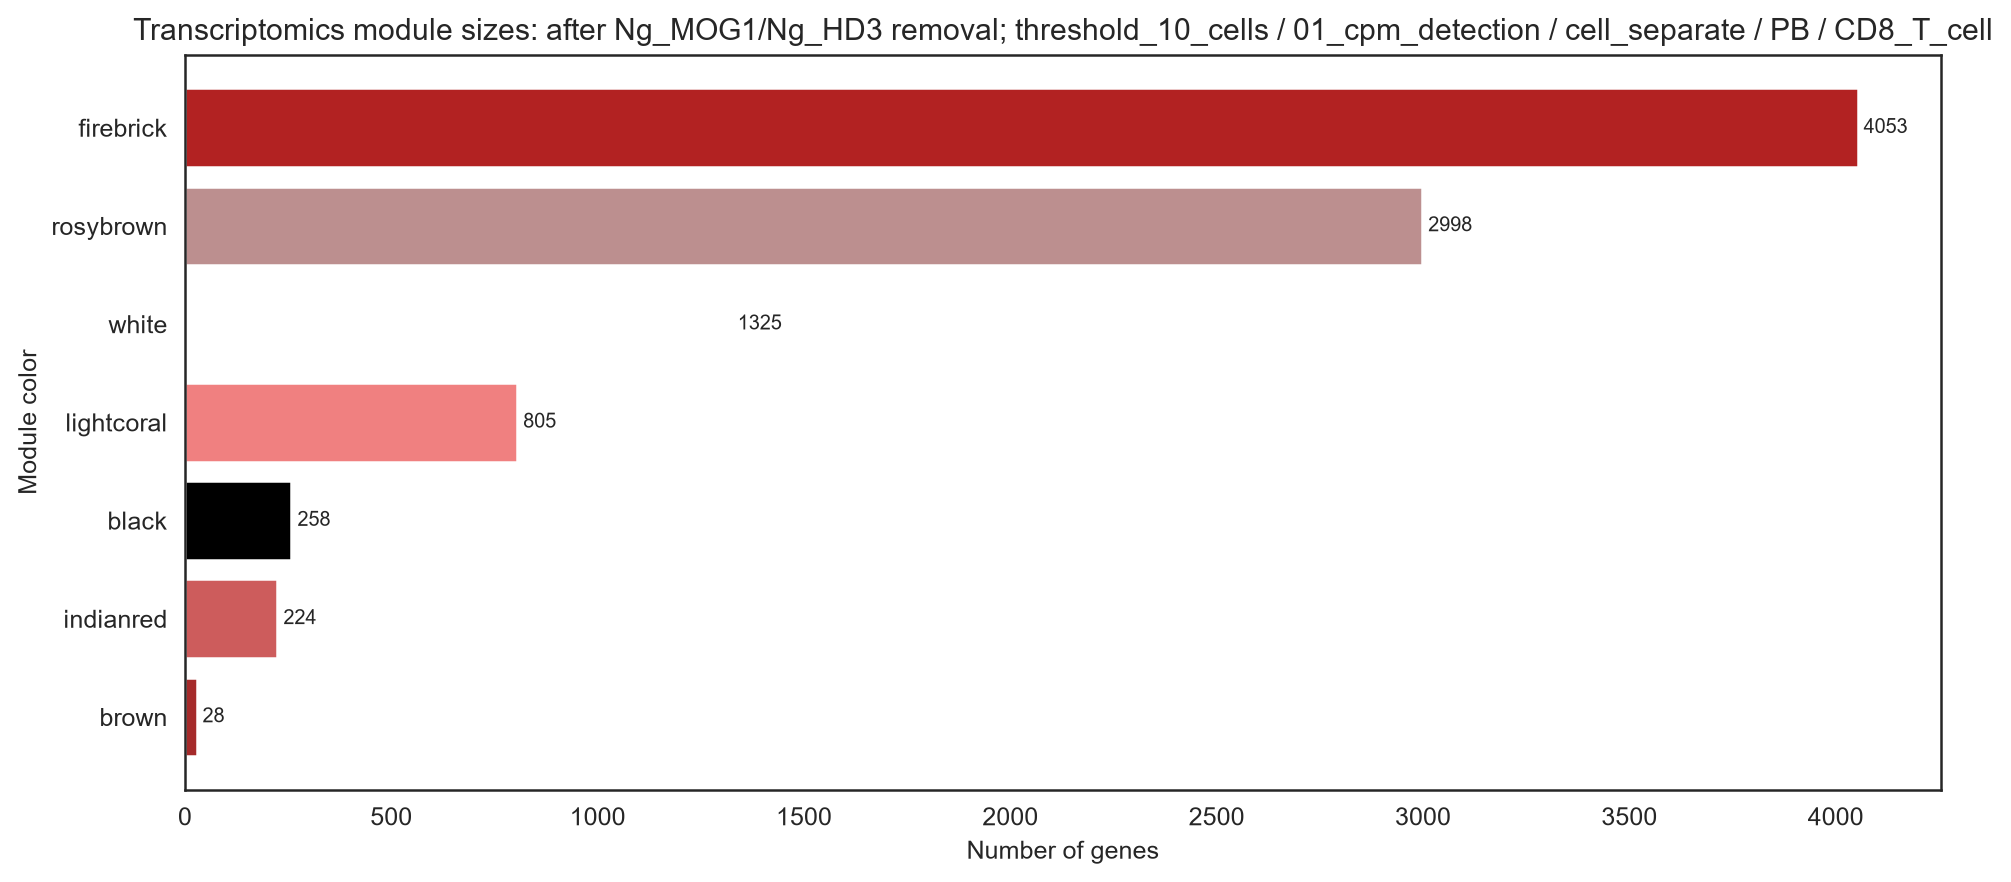 Transcriptomics module sizes: after Ng_MOG1/Ng_HD3 removal; threshold_10_cells / 01_cpm_detection / cell_separate / PB / CD8_T_cell
Module color
firebrick 4053
rosybrown 2998
white 1325
lightcoral 805
black 258
indianred 224
brown 28
0 500 1000 1500 2000 2500 3000 3500 4000
Number of genes